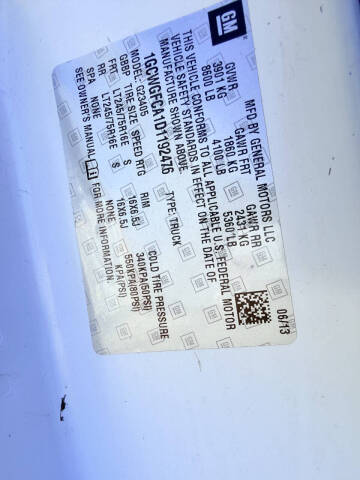 GM
MFD BY GENERAL MOTORS LLC 06/13
GVWR GAWR FRT GAWR RR
3901 KG 1860 KG 2431 KG
8600 LB 4100 LB 5360 LB
THIS VEHICLE CONFORMS TO ALL APPLICABLE U.S. FEDERAL MOTOR
VEHICLE SAFETY STANDARDS IN EFFECT ON THE DATE OF
MANUFACTURE SHOWN ABOVE.
1GCWGFCA1D1192476 TYPE: TRUCK
MODEL: G23405
GBBP TIRE SIZE SPEED RTG RIM COLD TIRE PRESSURE
FRT LT245/75R16E S 16X6.5J 340KPA(50PSI)
RR LT245/75R16E S 16X6.5J 550KPA(80PSI)
SPA NONE NONE KPA(PSI)
SEE OWNER'S MANUAL FOR MORE INFORMATION.